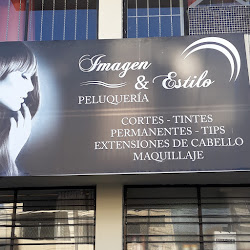 Imagen
& Estilo
PELUQUERÍA
CORTES - TINTES
PERMANENTES - TIPS
EXTENSIONES DE CABELLO
MAQUILLAJE